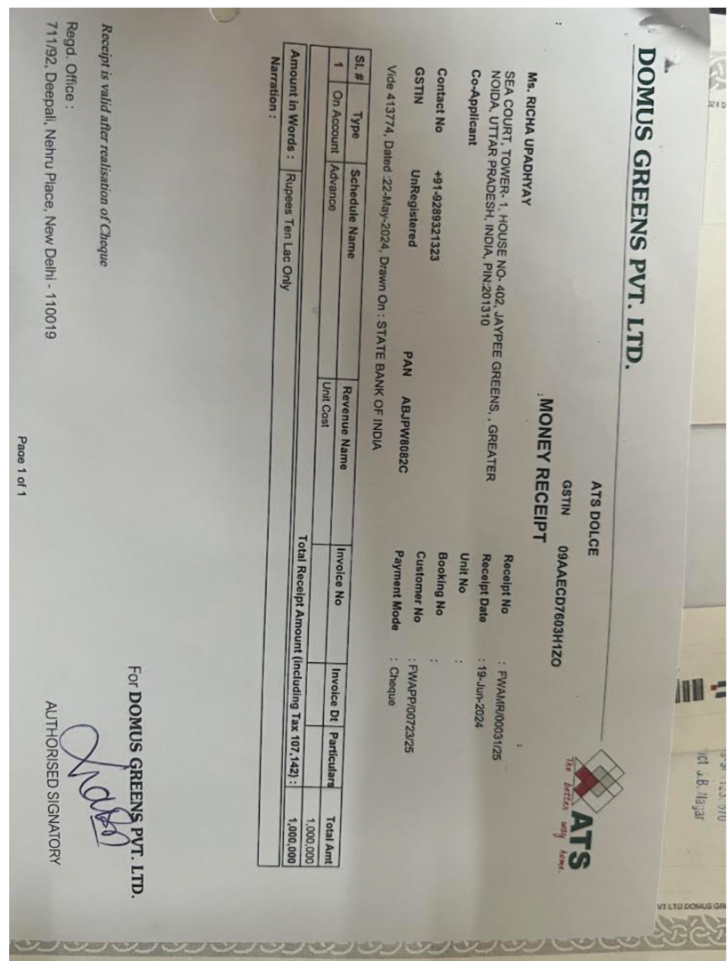 DOMUS GREENS PVT. LTD.
ATS
The better way home.
ATS DOLCE
GSTIN 09AAECD7603H1ZO
MONEY RECEIPT
Ms. RICHA UPADHYAY
SEA COURT, TOWER- 1, HOUSE NO- 402, JAYPEE GREENS, , GREATER
NOIDA, UTTAR PRADESH, INDIA, PIN:201310
Co-Applicant
Contact No +91-9289321323
GSTIN UnRegistered PAN ABJPW8082C
Receipt No : FWAMR/00031/25
Receipt Date : 19-Jun-2024
Unit No :
Booking No :
Customer No : FWAPP/00723/25
Payment Mode : Cheque
Vide 413774, Dated :22-May-2024, Drawn On : STATE BANK OF INDIA
Sl. # Type Schedule Name Revenue Name Invoice No Invoice Dt Particulars Total Amt
1 On Account Advance Unit Cost 1,000,000
Total Receipt Amount (including Tax 107,142) : 1,000,000
Amount in Words : Rupees Ten Lac Only
Narration :
For DOMUS GREENS PVT. LTD.
AUTHORISED SIGNATORY
Receipt is valid after realisation of Cheque
Regd. Office :
711/92, Deepali, Nehru Place, New Delhi - 110019
Page 1 of 1
J.B. Nagar